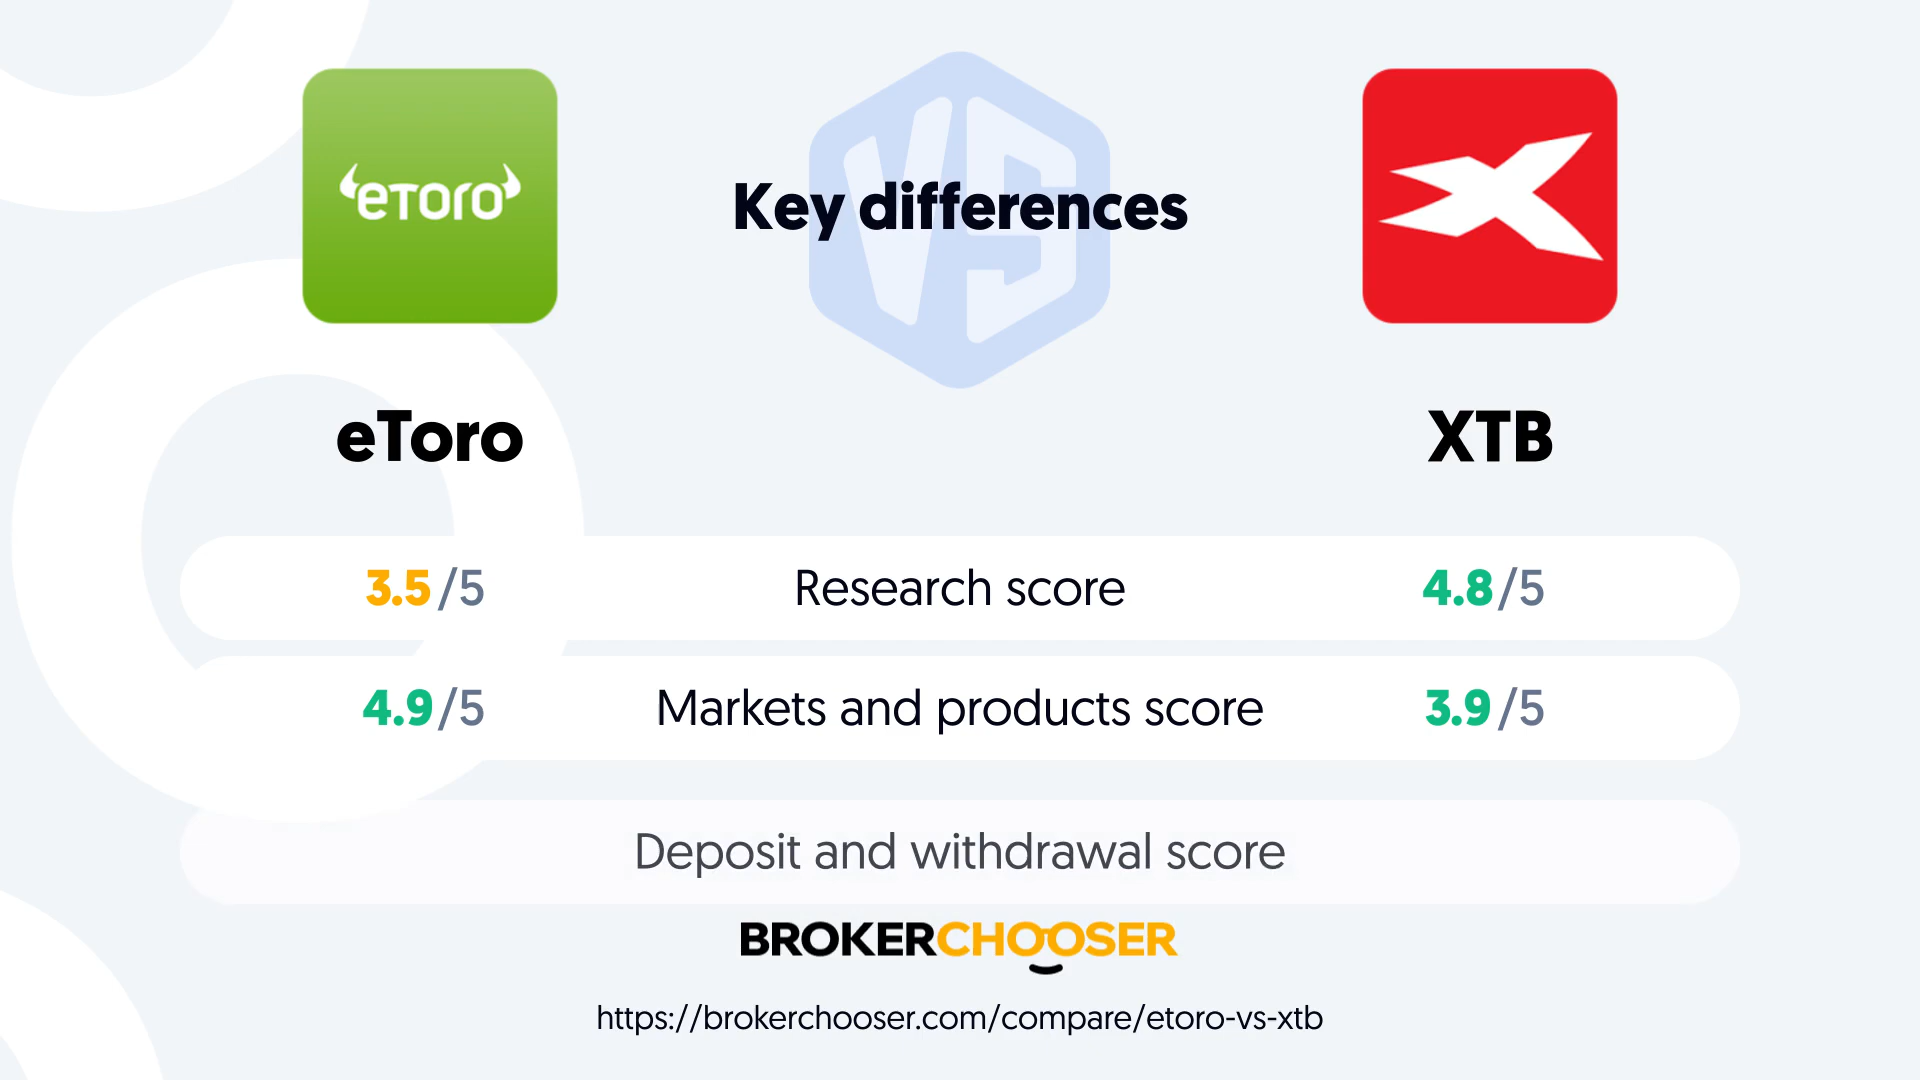 eToro
VS
Key differences
eToro
XTB
3.5/5 Research score 4.8/5
4.9/5 Markets and products score 3.9/5
Deposit and withdrawal score
BROKERCHOOSER
https://brokerchooser.com/compare/etoro-vs-xtb